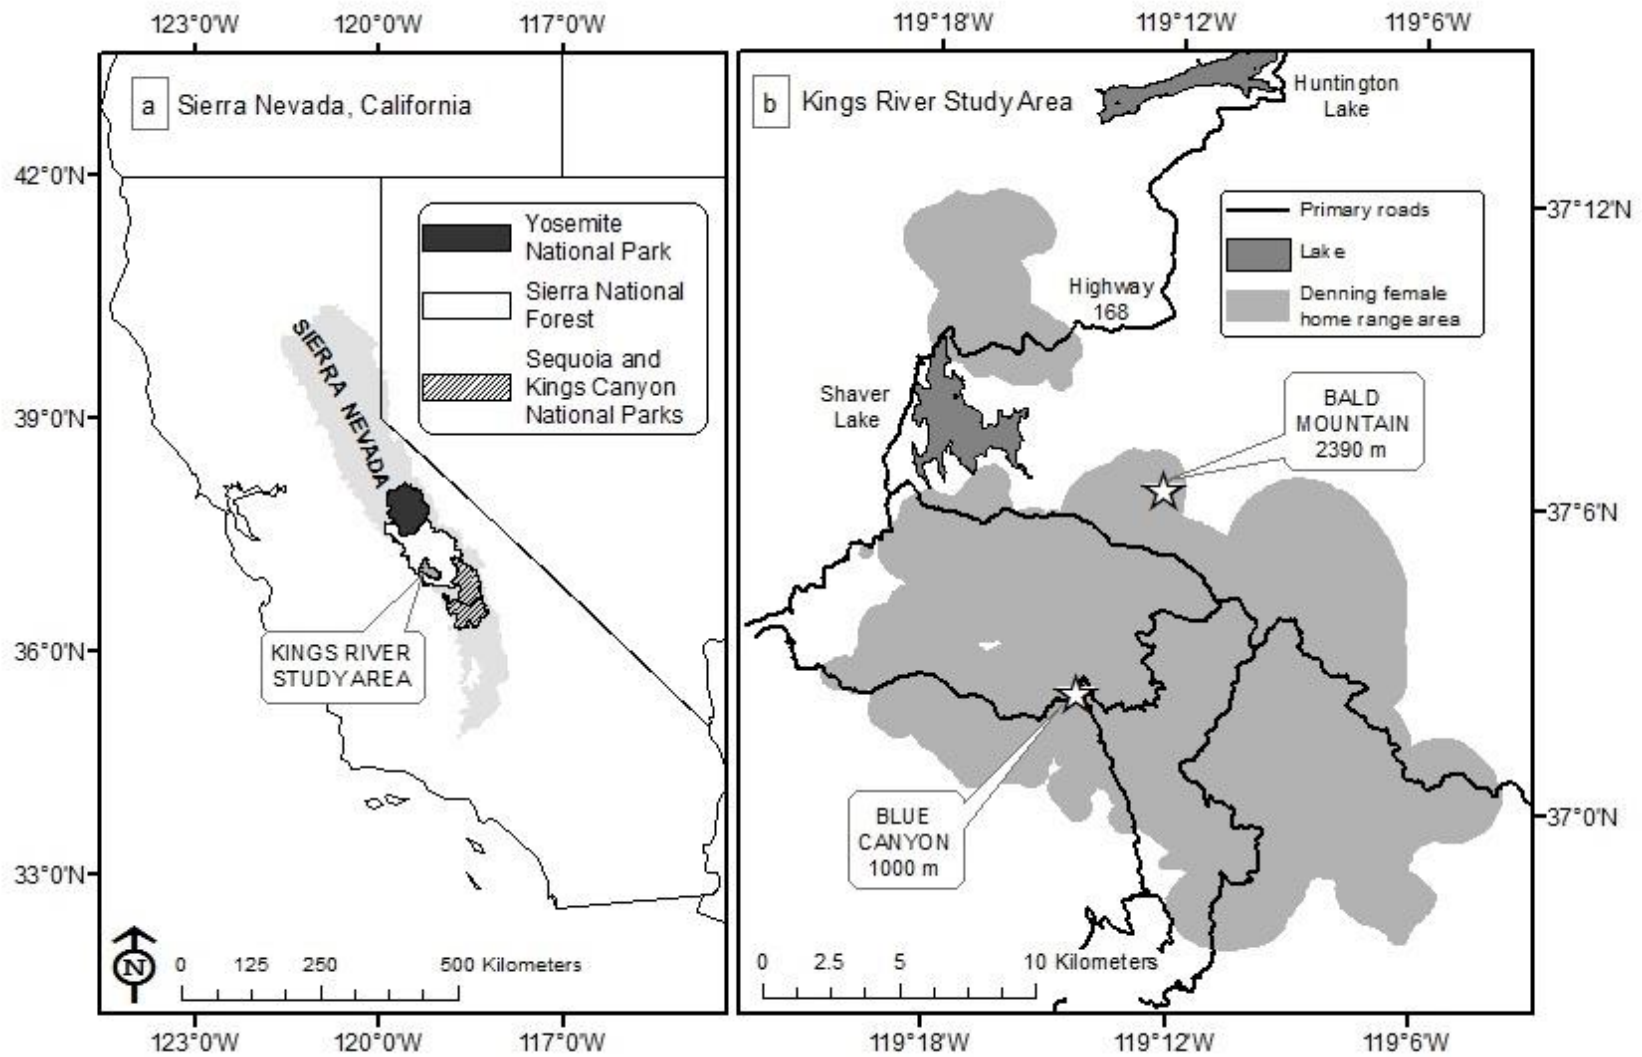 123°0'W 120°0'W 117°0'W
119°18'W 119°12'W 119°6'W
a Sierra Nevada, California
42°0'N
39°0'N
36°0'N
33°0'N
Yosemite
National Park
Sierra National
Forest
Sequoia and
Kings Canyon
National Parks
SIERRA NEVADA
KINGS RIVER
STUDY AREA
N
0 125 250 500 Kilometers
123°0'W 120°0'W 117°0'W
b Kings River Study Area
Huntington
Lake
Primary roads
Lake
Denning female
home range area
Highway
168
Shaver
Lake
BALD
MOUNTAIN
2390 m
BLUE
CANYON
1000 m
37°12'N
37°6'N
37°0'N
0 2.5 5 10 Kilometers
119°18'W 119°12'W 119°6'W